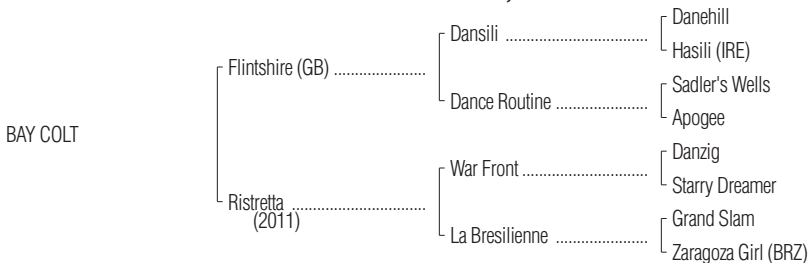 Danehill
Dansili ..............................
Hasili (IRE)
Flintshire (GB) ......................
Sadler's Wells
Dance Routine ...................
Apogee
BAY COLT
Danzig
War Front ..........................
Starry Dreamer
Ristretta ..............................
(2011)
Grand Slam
La Bresilienne ...................
Zaragoza Girl (BRZ)